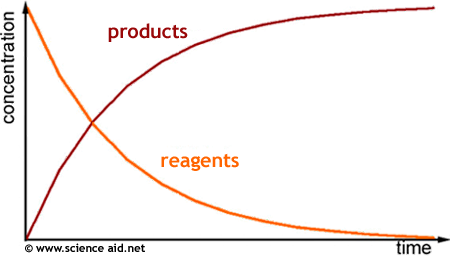 products
concentration
reagents
time
© www.science aid.net